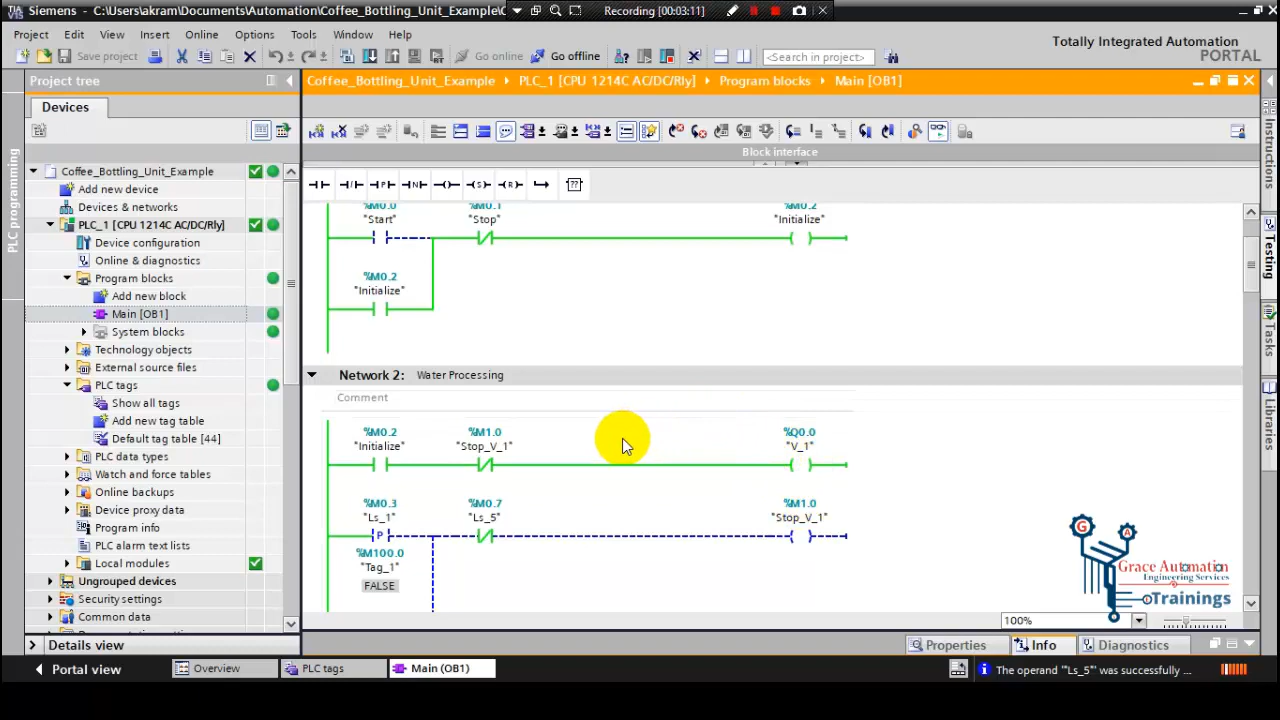 Siemens - C:\Users\akram\Documents\Automation\Coffee_Bottling_Unit_Example\C
Recording [00:03:11]
Project Edit View Insert Online Options Tools Window Help
Totally Integrated Automation
PORTAL
Save project
Go online
Go offline
<Search in project>
Project tree
Coffee_Bottling_Unit_Example
PLC_1 [CPU 1214C AC/DC/Rly]
Program blocks
Main [OB1]
Devices
Block interface
PLC programming
Coffee_Bottling_Unit_Example
Add new device
Devices & networks
PLC_1 [CPU 1214C AC/DC/Rly]
Device configuration
Online & diagnostics
Program blocks
Add new block
Main [OB1]
System blocks
Technology objects
External source files
PLC tags
Show all tags
Add new tag table
Default tag table [44]
PLC data types
Watch and force tables
Online backups
Device proxy data
Program info
PLC alarm text lists
Local modules
Ungrouped devices
Security settings
Common data
Details view
%M0.0 %M0.1 %M0.2
"Start" "Stop" "Initialize"
%M0.2
"Initialize"
Network 2: Water Processing
Comment
%M0.2 %M1.0 %Q0.0
"Initialize" "Stop_V_1" "V_1"
%M0.3 %M0.7 %M1.0
"Ls_1" "Ls_5" "Stop_V_1"
P
%M100.0
"Tag_1"
FALSE
100%
Instructions
Testing
Tasks
Libraries
G A
Grace Automation
Engineering Services
eTrainings
Properties
Info
Diagnostics
Portal view
Overview
PLC tags
Main (OB1)
The operand '"Ls_5"' was successfully ...